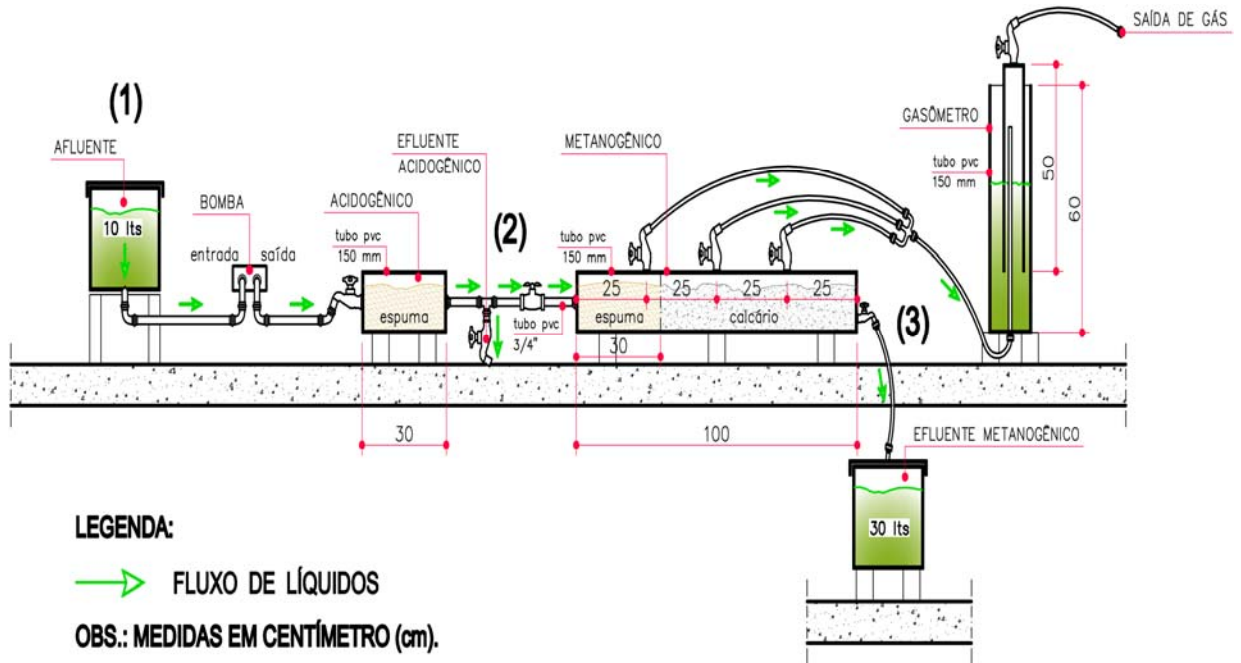 SAÍDA DE GÁS
(1)
AFLUENTE
10 lts
BOMBA
entrada
saída
ACIDOGÊNICO
tubo pvc
150 mm
espuma
30
EFLUENTE
ACIDOGÊNICO
(2)
tubo pvc
3/4"
METANOGÊNICO
tubo pvc
150 mm
25
25
25
25
espuma
calcário
30
100
(3)
GASÔMETRO
tubo pvc
150 mm
50
60
EFLUENTE METANOGÊNICO
30 lts
LEGENDA:
FLUXO DE LÍQUIDOS
OBS.: MEDIDAS EM CENTÍMETRO (cm).